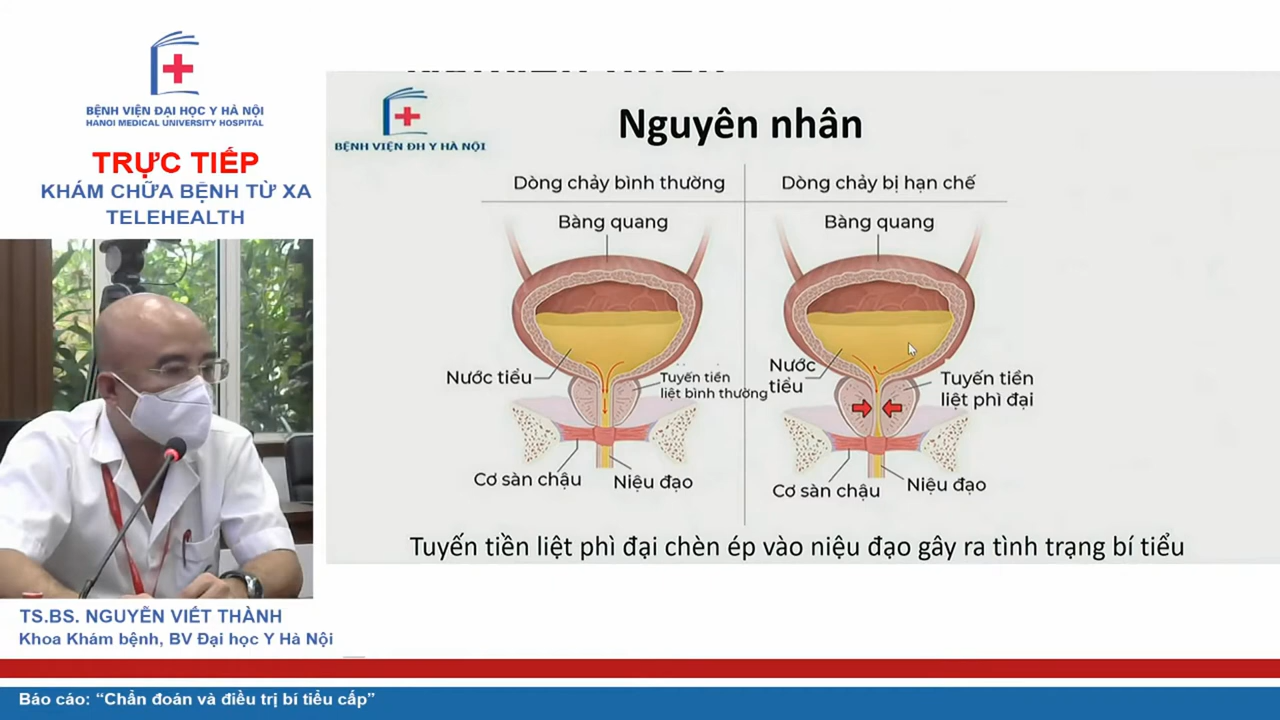 BỆNH VIỆN ĐẠI HỌC Y HÀ NỘI
HANOI MEDICAL UNIVERSITY HOSPITAL
TRỰC TIẾP
KHÁM CHỮA BỆNH TỪ XA
TELEHEALTH
TS.BS. NGUYỄN VIẾT THÀNH
Khoa Khám bệnh, BV Đại học Y Hà Nội
BỆNH VIỆN ĐH Y HÀ NỘI
Nguyên nhân
Dòng chảy bình thường
Bàng quang
Nước tiểu
Tuyến tiền
liệt bình thường
Cơ sàn chậu
Niệu đạo
Dòng chảy bị hạn chế
Bàng quang
Nước
tiểu
Tuyến tiền
liệt phì đại
Cơ sàn chậu
Niệu đạo
Tuyến tiền liệt phì đại chèn ép vào niệu đạo gây ra tình trạng bí tiểu
Báo cáo: “Chẩn đoán và điều trị bí tiểu cấp”